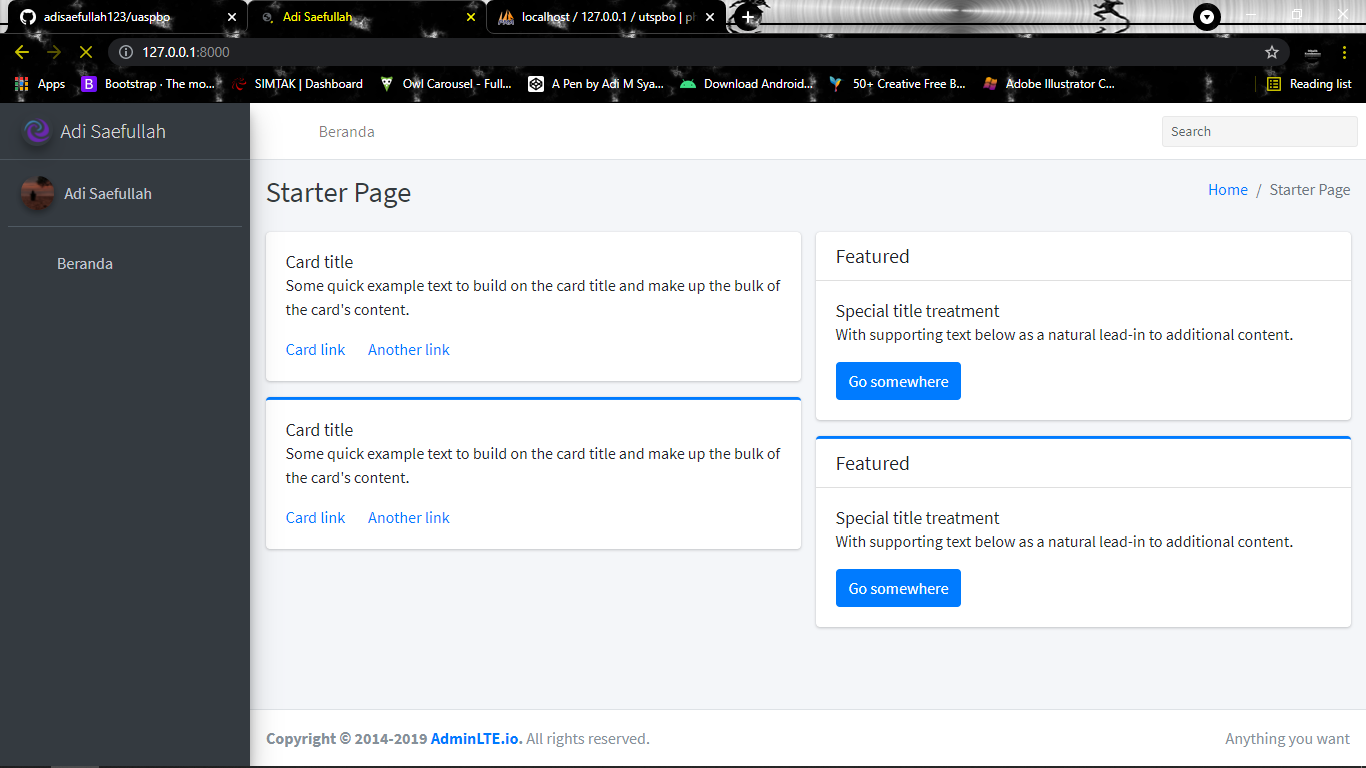 adisaefullah123/uaspbo
Adi Saefullah
localhost / 127.0.0.1 / utspbo | ph
127.0.0.1:8000
Apps
Bootstrap · The mo...
SIMTAK | Dashboard
Owl Carousel - Full...
A Pen by Adi M Sya...
Download Android...
50+ Creative Free B...
Adobe Illustrator C...
Reading list
Adi Saefullah
Adi Saefullah
Beranda
Beranda
Search
Starter Page
Home / Starter Page
Card title
Some quick example text to build on the card title and make up the bulk of
the card's content.
Card link Another link
Card title
Some quick example text to build on the card title and make up the bulk of
the card's content.
Card link Another link
Featured
Special title treatment
With supporting text below as a natural lead-in to additional content.
Go somewhere
Featured
Special title treatment
With supporting text below as a natural lead-in to additional content.
Go somewhere
Copyright © 2014-2019 AdminLTE.io. All rights reserved.
Anything you want